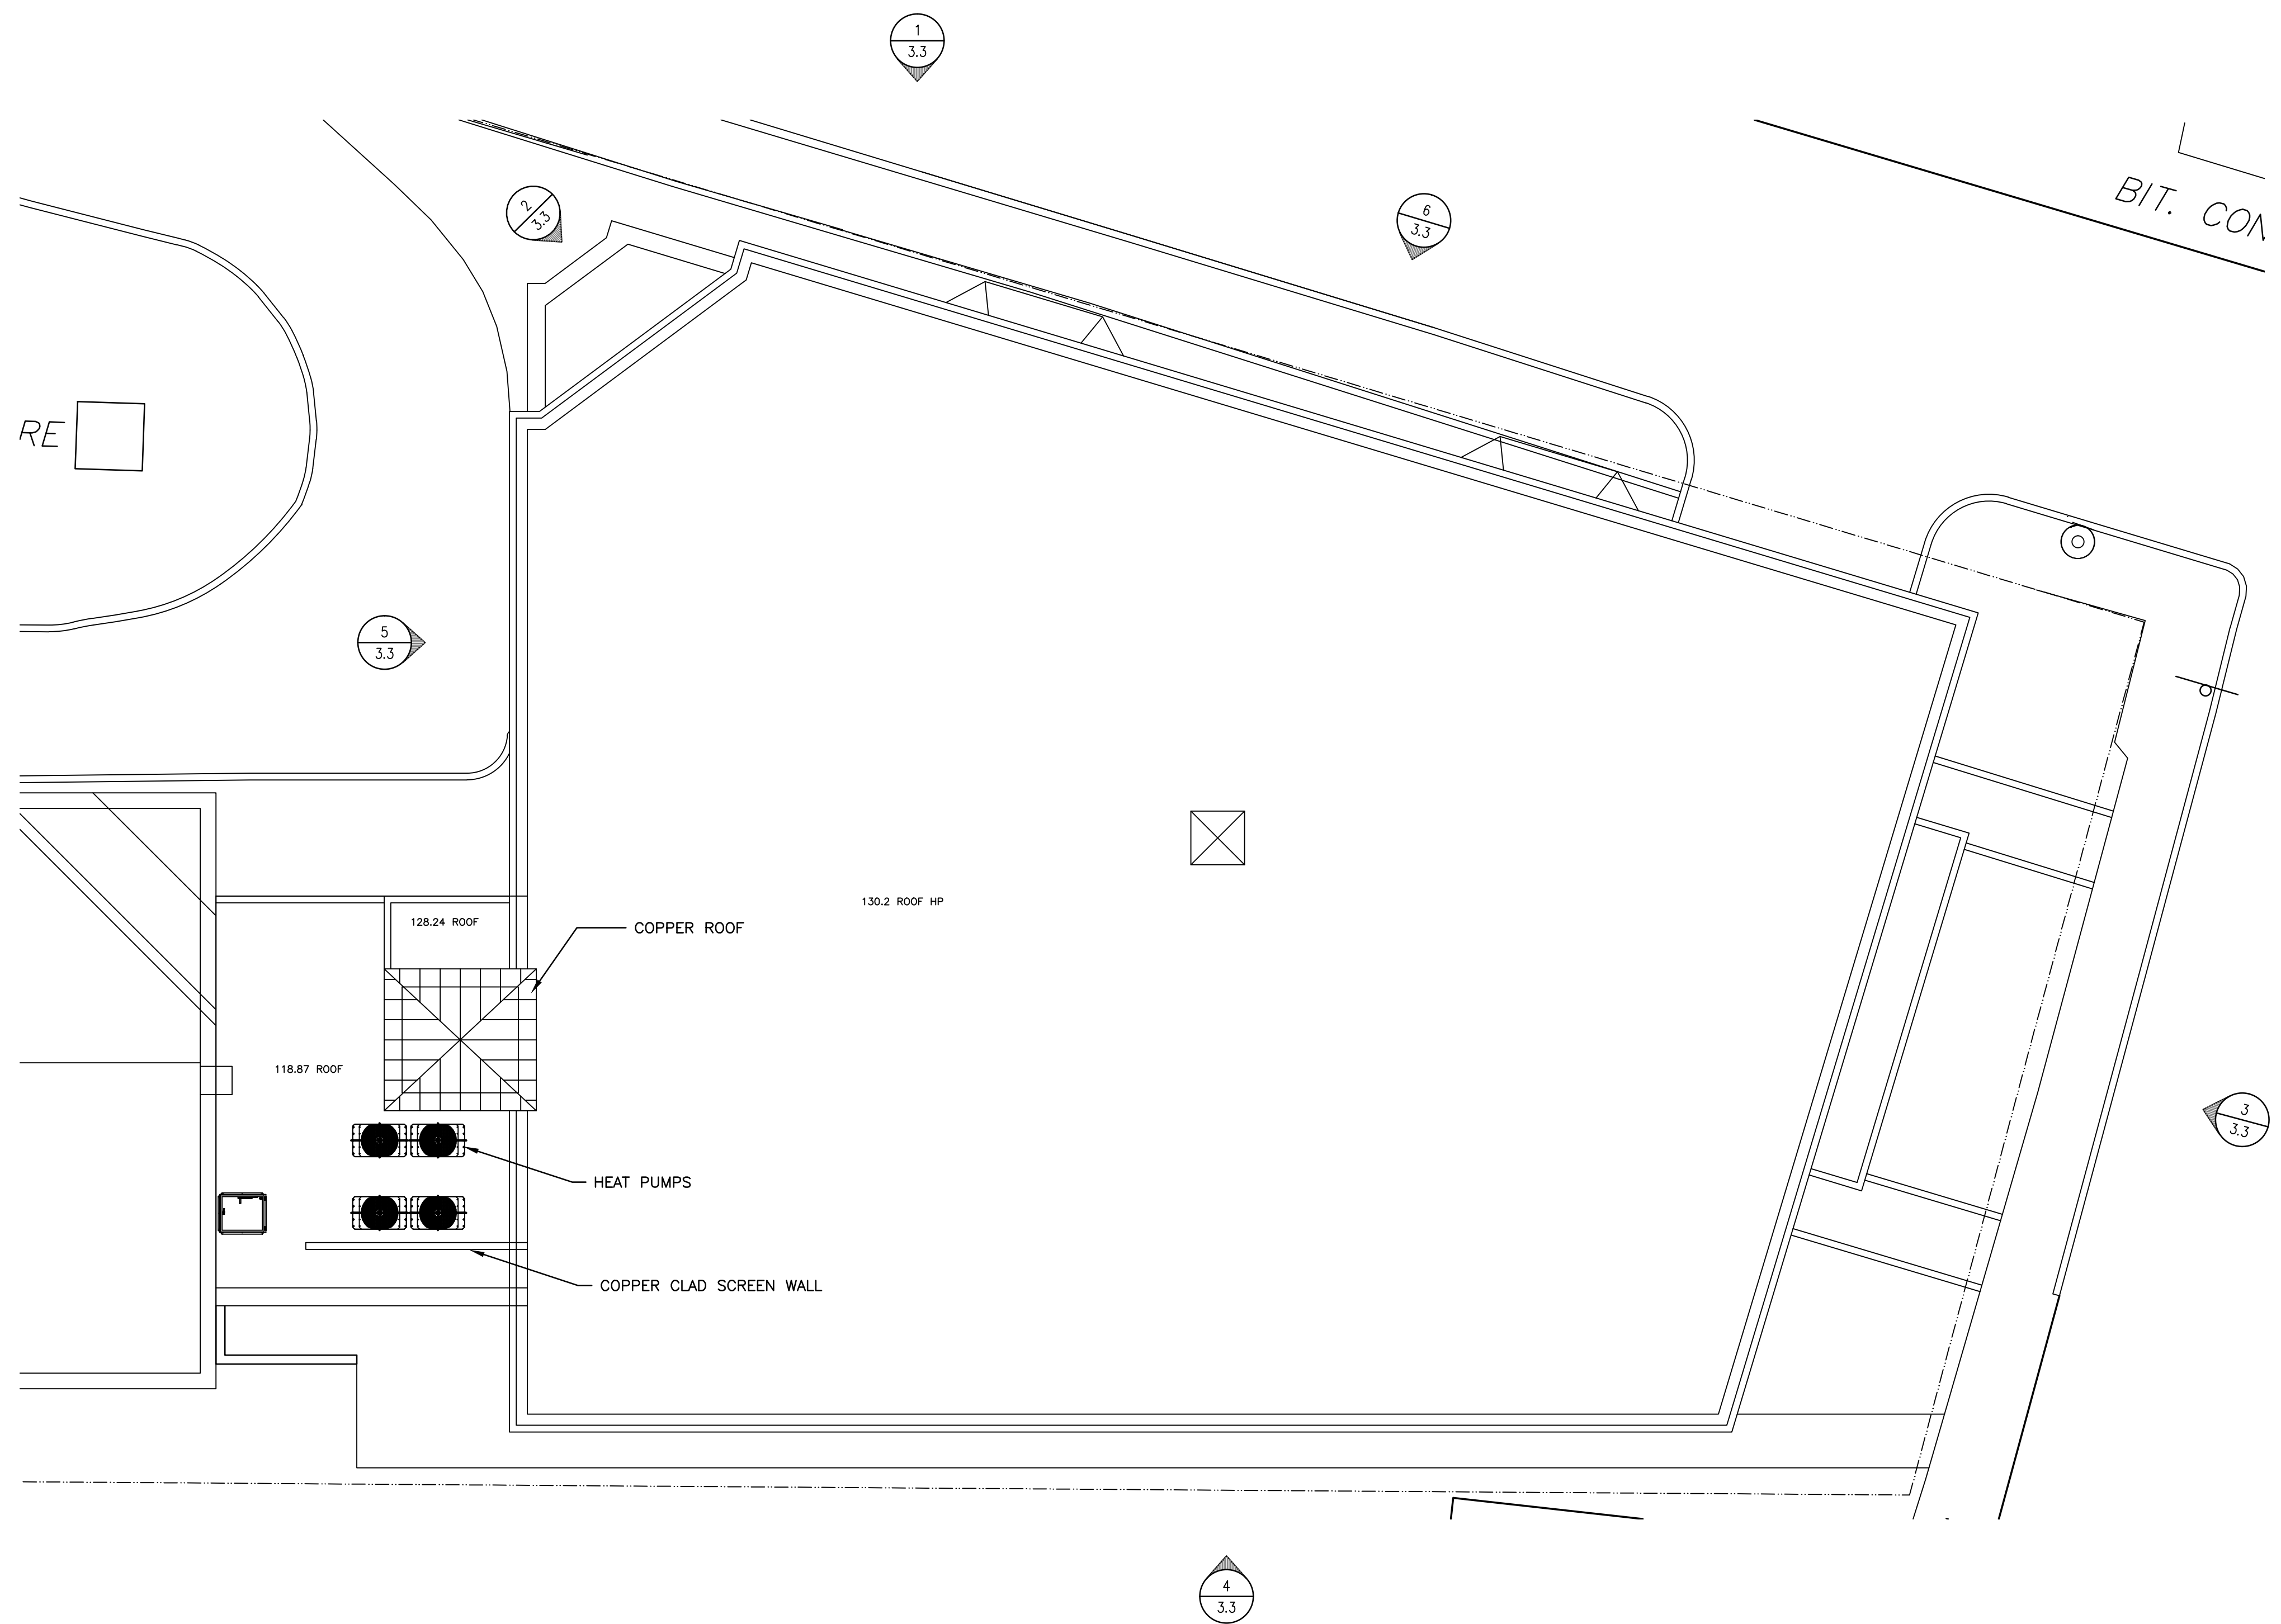 1
3.3
BIT. CON
2
3.3
6
3.3
RE
5
3.3
130.2 ROOF HP
128.24 ROOF
COPPER ROOF
118.87 ROOF
3
3.3
HEAT PUMPS
COPPER CLAD SCREEN WALL
4
3.3